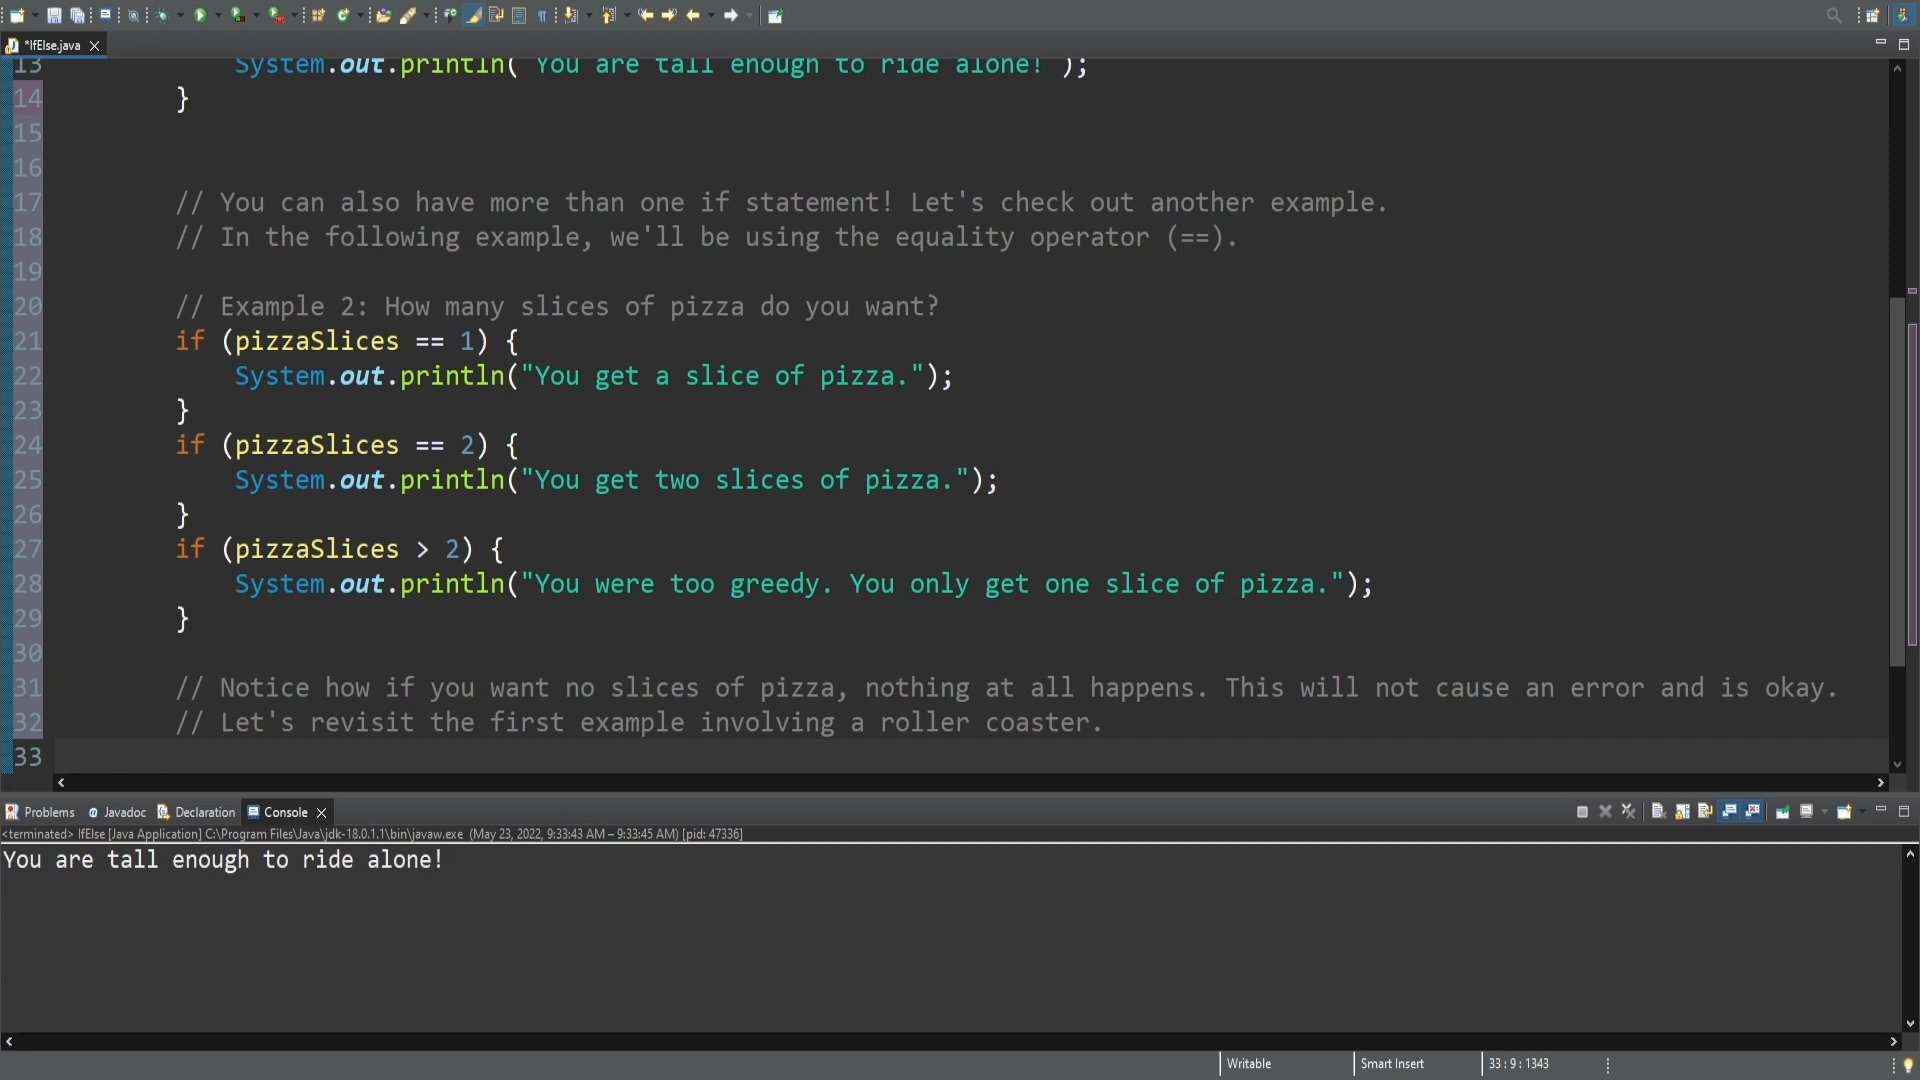 *IfElse.java
13 System.out.println("You are tall enough to ride alone!");
14 }
15
16
17 // You can also have more than one if statement! Let's check out another example.
18 // In the following example, we'll be using the equality operator (==).
19
20 // Example 2: How many slices of pizza do you want?
21 if (pizzaSlices == 1) {
22 System.out.println("You get a slice of pizza.");
23 }
24 if (pizzaSlices == 2) {
25 System.out.println("You get two slices of pizza.");
26 }
27 if (pizzaSlices > 2) {
28 System.out.println("You were too greedy. You only get one slice of pizza.");
29 }
30
31 // Notice how if you want no slices of pizza, nothing at all happens. This will not cause an error and is okay.
32 // Let's revisit the first example involving a roller coaster.
33
Problems @ Javadoc Declaration Console
<terminated> IfElse [Java Application] C:\Program Files\Java\jdk-18.0.1.1\bin\javaw.exe (May 23, 2022, 9:33:43 AM – 9:33:45 AM) [pid: 47336]
You are tall enough to ride alone!
Writable Smart Insert 33 : 9 : 1343